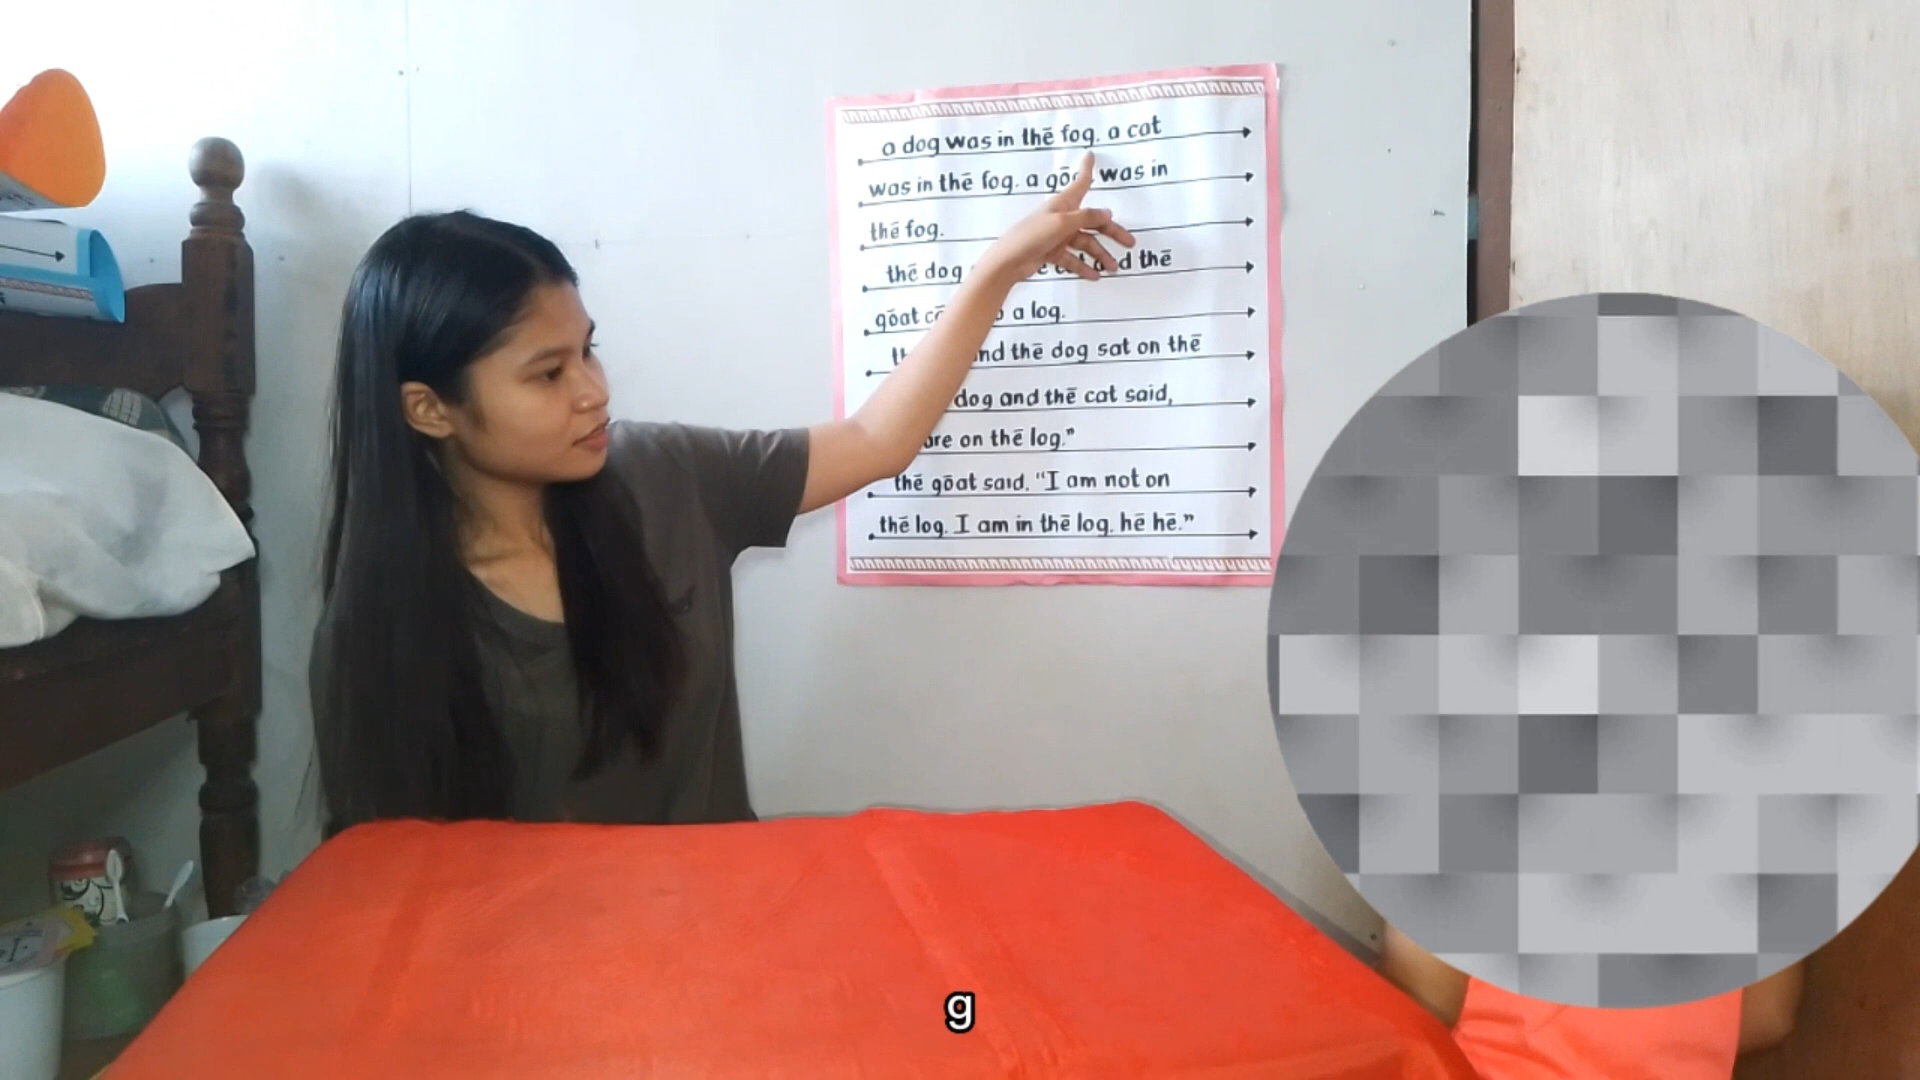 a dog was in thē fog. a cat
was in thē fog. a was in
thē fog.
thē dog and thē
gōat a log.
and thē dog sat on thē
dog and thē cat said,
on thē log."
thē gōat said, "I am not on
thē log. I am in thē log. hē hē."
g